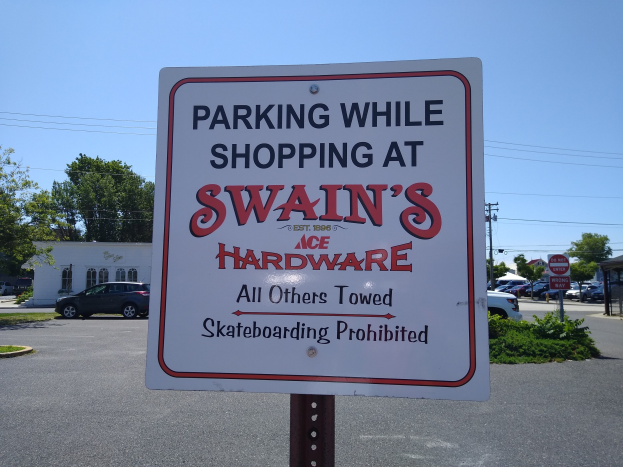 PARKING WHILE
SHOPPING AT
SWAIN'S
EST. 1896
ACE
HARDWARE
All Others Towed
Skateboarding Prohibited